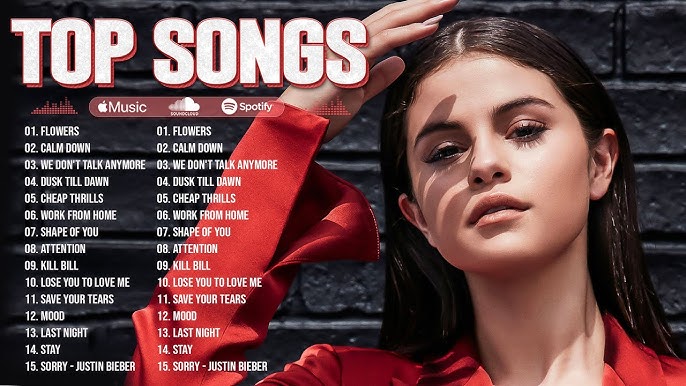 TOP SONGS
Music SOUNDCLOUD Spotify
01. FLOWERS 01. FLOWERS
02. CALM DOWN 02. CALM DOWN
03. WE DON'T TALK ANYMORE 03. WE DON'T TALK ANYMORE
04. DUSK TILL DAWN 04. DUSK TILL DAWN
05. CHEAP THRILLS 05. CHEAP THRILLS
06. WORK FROM HOME 06. WORK FROM HOME
07. SHAPE OF YOU 07. SHAPE OF YOU
08. ATTENTION 08. ATTENTION
09. KILL BILL 09. KILL BILL
10. LOSE YOU TO LOVE ME 10. LOSE YOU TO LOVE ME
11. SAVE YOUR TEARS 11. SAVE YOUR TEARS
12. MOOD 12. MOOD
13. LAST NIGHT 13. LAST NIGHT
14. STAY 14. STAY
15. SORRY - JUSTIN BIEBER 15. SORRY - JUSTIN BIEBER